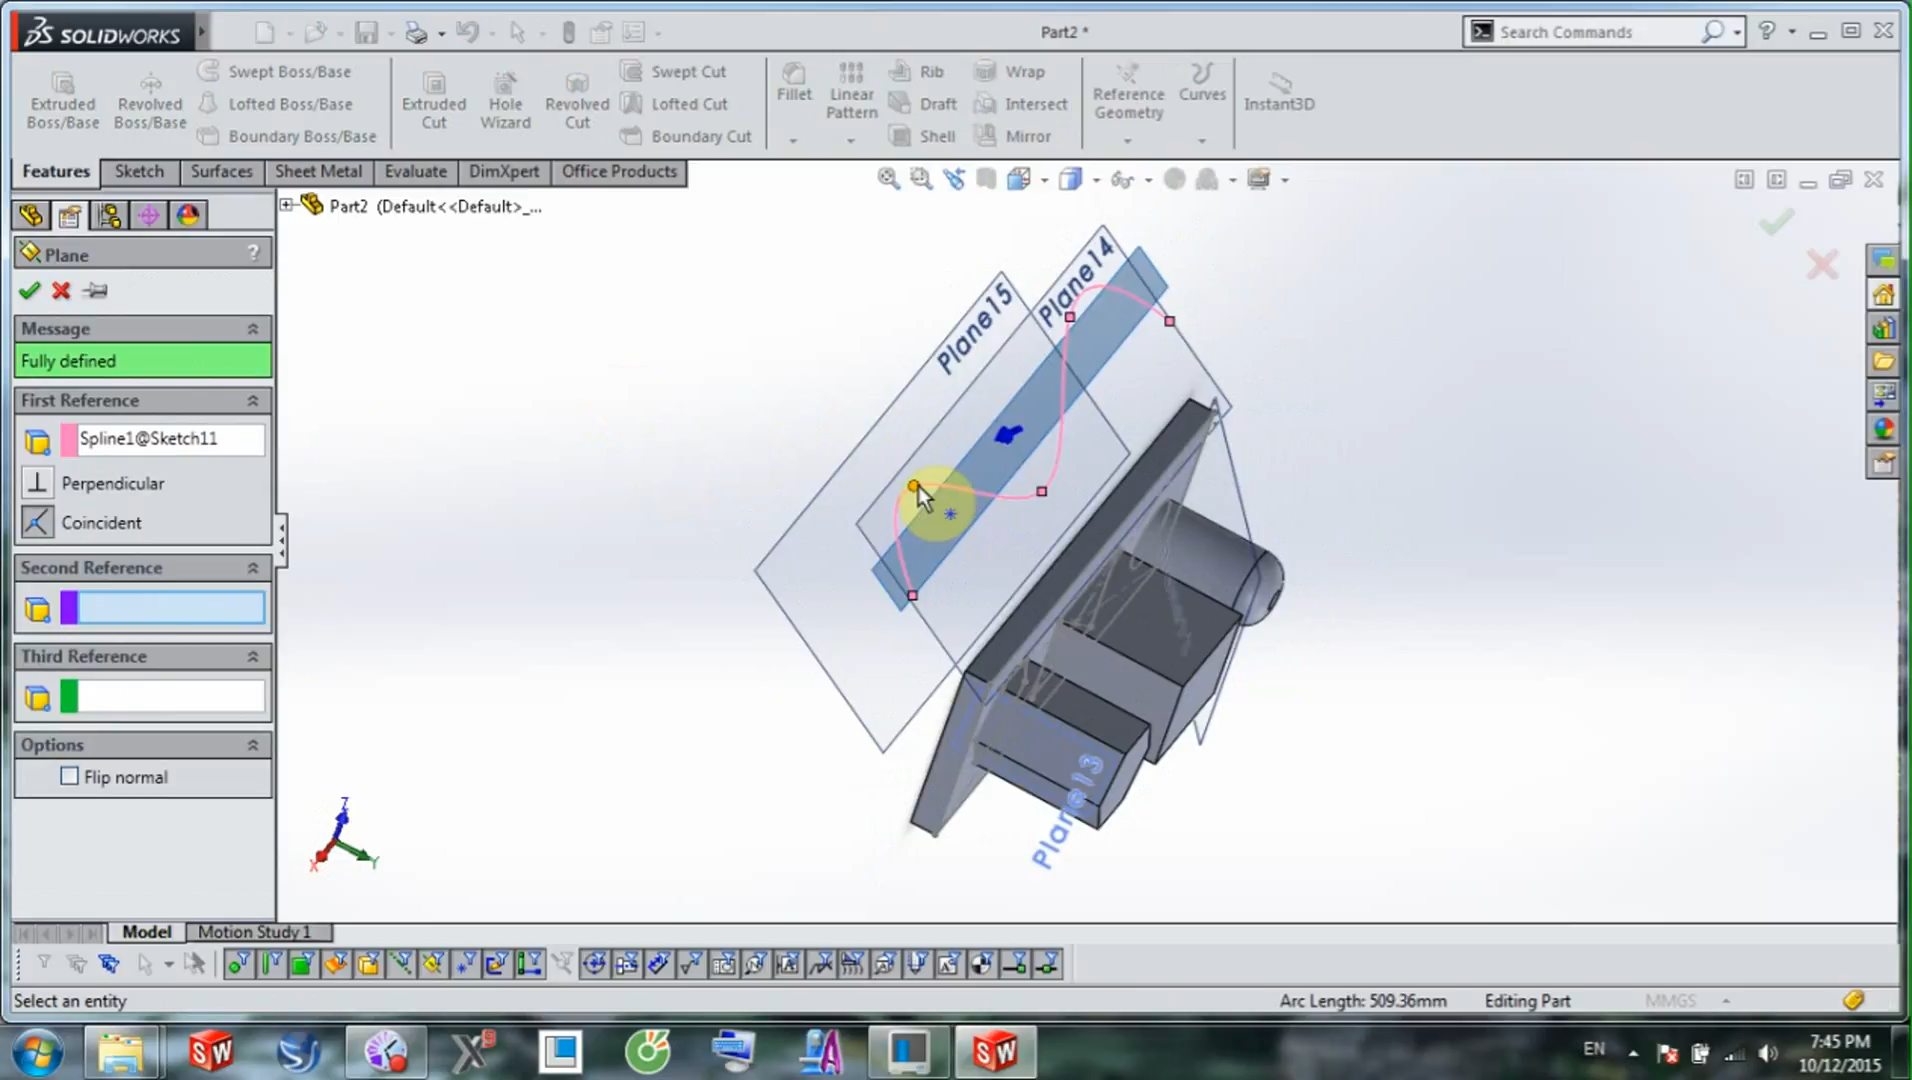 SOLIDWORKS
Part2 *
Search Commands
Extruded Boss/Base
Revolved Boss/Base
Swept Boss/Base
Lofted Boss/Base
Boundary Boss/Base
Extruded Cut
Hole Wizard
Revolved Cut
Swept Cut
Lofted Cut
Boundary Cut
Fillet
Linear Pattern
Rib
Draft
Shell
Wrap
Intersect
Mirror
Reference Geometry
Curves
Instant3D
Features
Sketch
Surfaces
Sheet Metal
Evaluate
DimXpert
Office Products
Part2 (Default<<Default>_...
Plane
?
Message
Fully defined
First Reference
Spline1@Sketch11
Perpendicular
Coincident
Second Reference
Third Reference
Options
Flip normal
Plane15
Plane14
Plane13
Z
X
Y
Model
Motion Study 1
Select an entity
Arc Length: 509.36mm
Editing Part
MMGS
EN
7:45 PM
10/12/2015